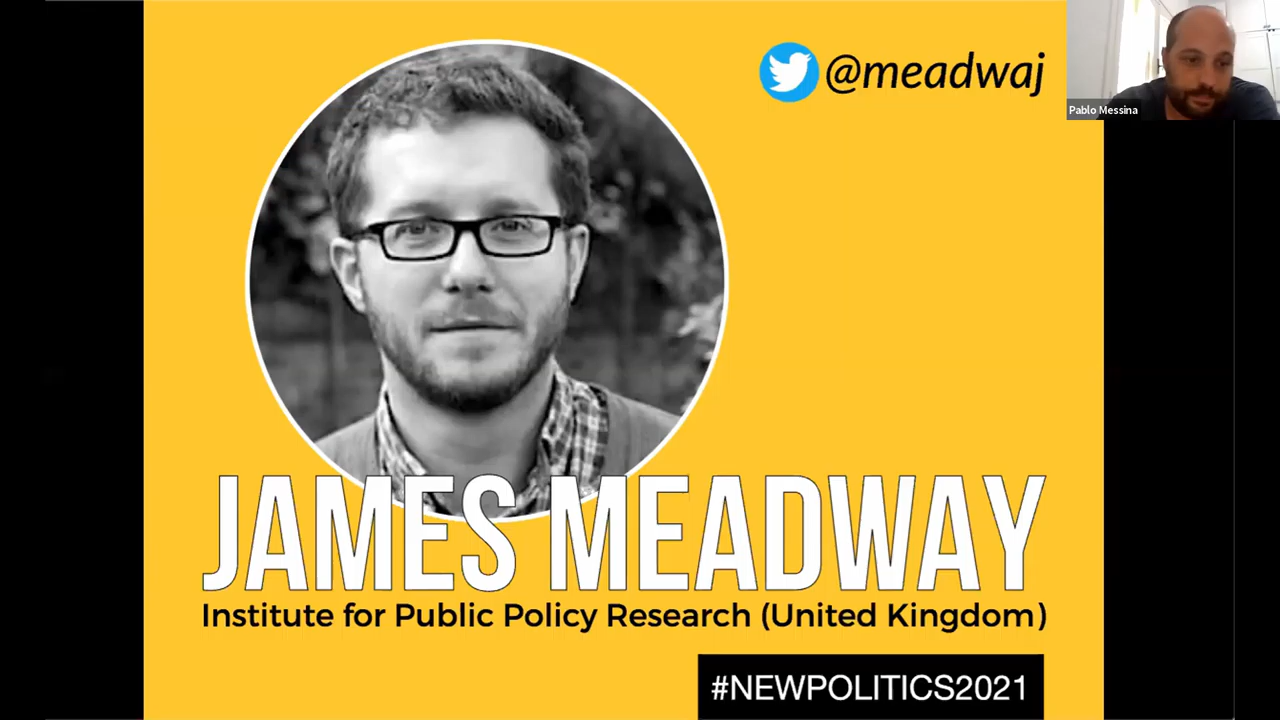 @meadwaj
Pablo Messina
JAMES MEADWAY
Institute for Public Policy Research (United Kingdom)
#NEWPOLITICS2021